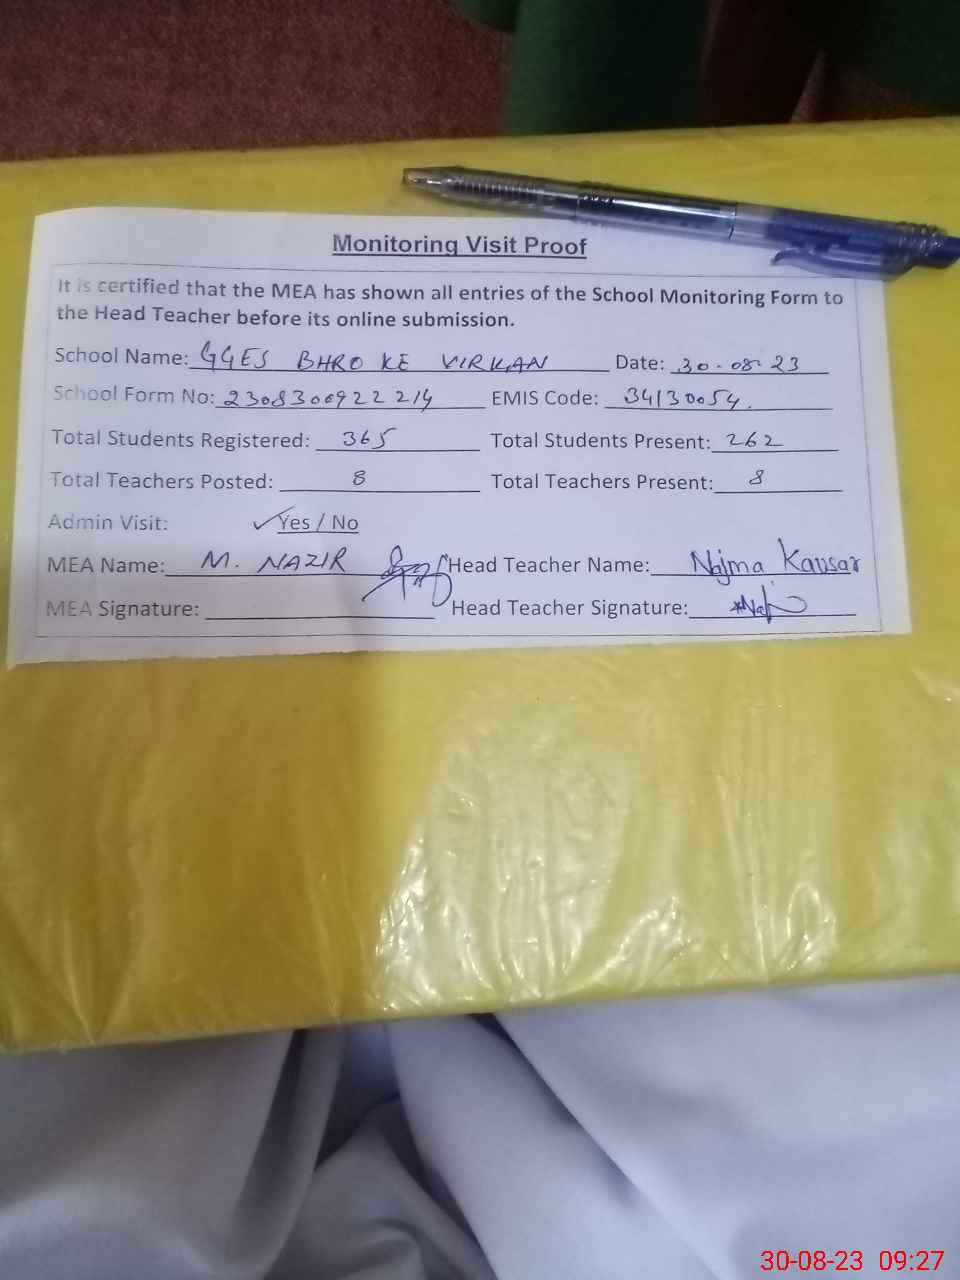 Monitoring Visit Proof
It is certified that the MEA has shown all entries of the School Monitoring Form to
the Head Teacher before its online submission.
School Name: GGES BHRO KE VIRKAN Date: 30-08-23
School Form No: 2308300922214 EMIS Code: 34130054.
Total Students Registered: 365 Total Students Present: 262
Total Teachers Posted: 8 Total Teachers Present: 8
Admin Visit: ✓Yes / No
MEA Name: M. NAZIR Head Teacher Name: Najma Kausar
MEA Signature: Head Teacher Signature:
30-08-23 09:27